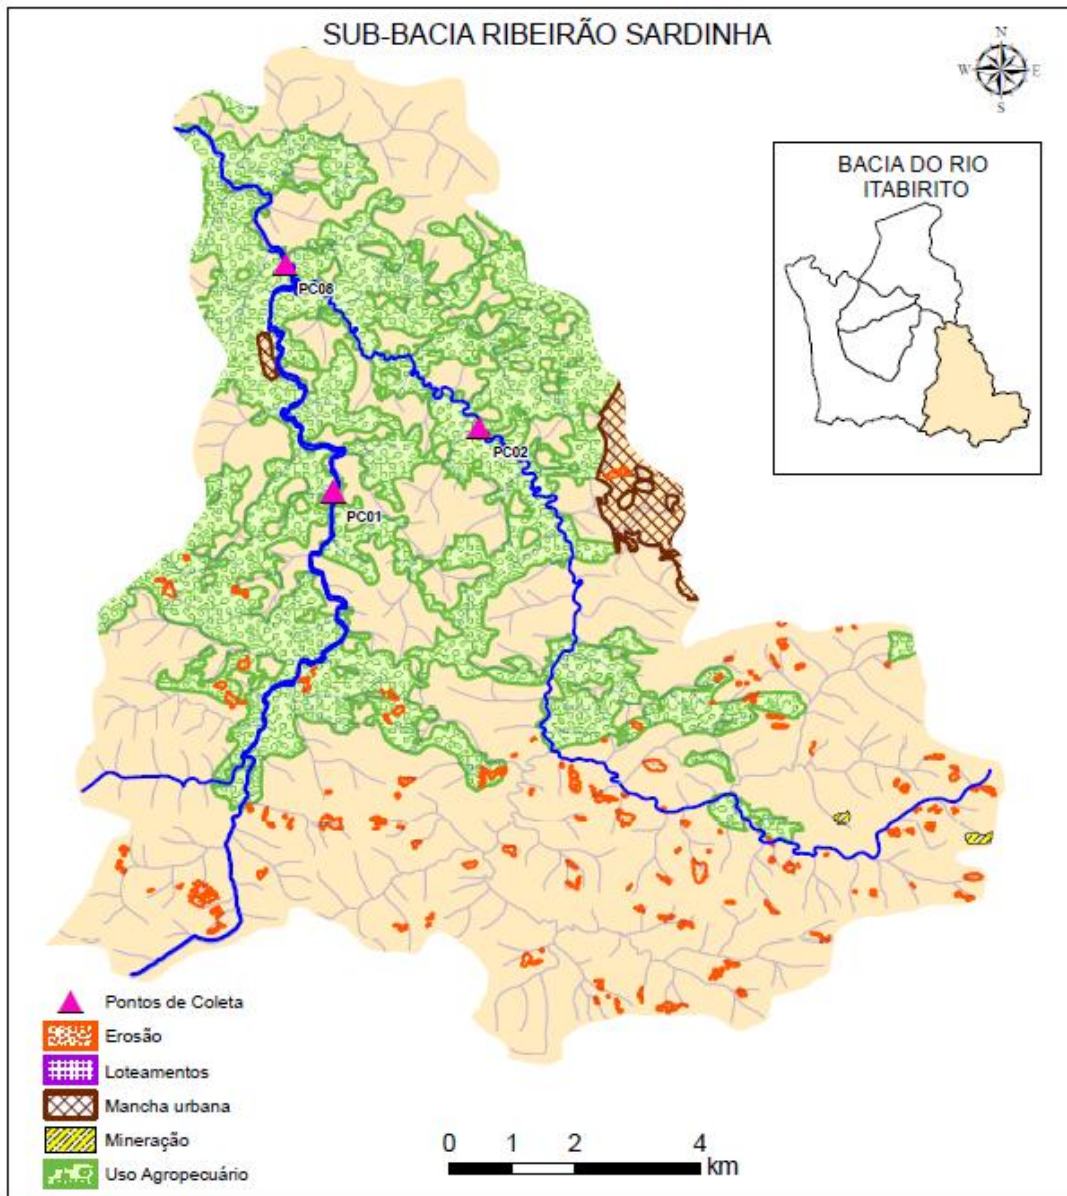 SUB-BACIA RIBEIRÃO SARDINHA
N
W E
S
BACIA DO RIO
ITABIRITO
PC08
PC02
PC01
Pontos de Coleta
Erosão
Loteamentos
Mancha urbana
Mineração
Uso Agropecuário
0 1 2 4
km